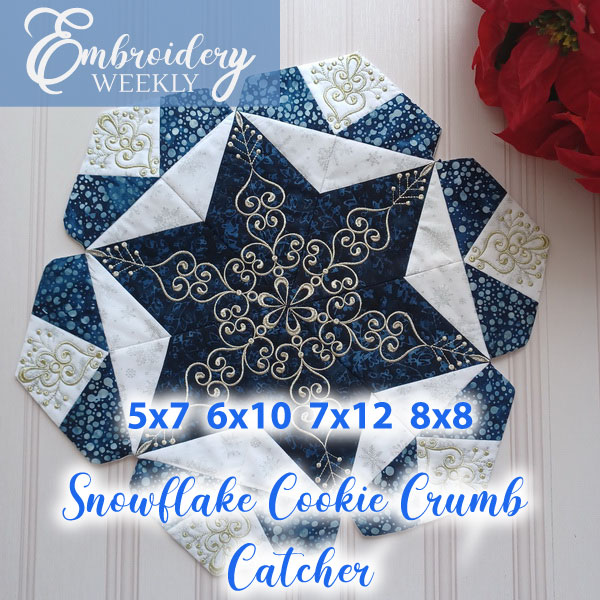 Embroidery
WEEKLY
5x7 6x10 7x12 8x8
Snowflake Cookie Crumb
Catcher